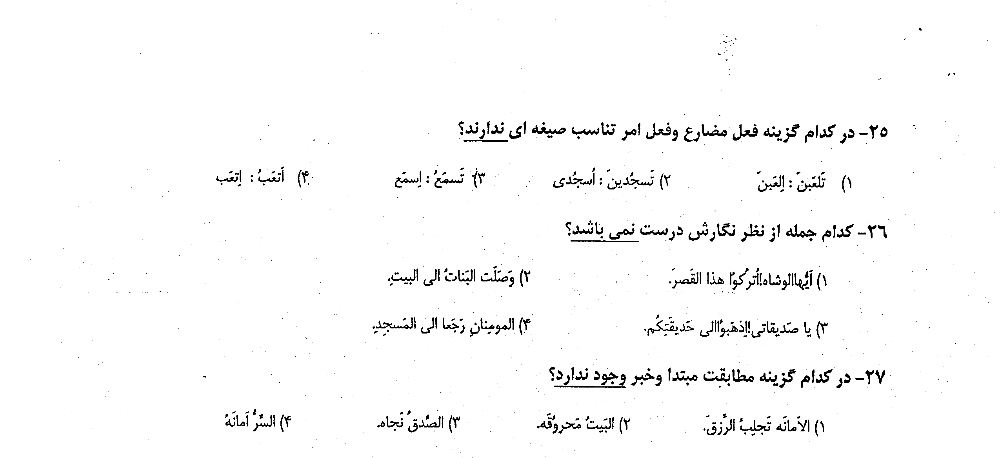 ۲۵- در کدام گزینه فعل مضارع وفعل امر تناسب صیغه ای ندارند؟
۱) تَلعَبنَ : اِلعَبنَ ۲) تَسجُدینَ : اُسجُدی ۳) تَسمَعُ : اِسمَع ۴) اَتعَبُ : اِتعَب
۲۶- کدام جمله از نظر نگارش درست نمی باشد؟
۱) اَیُّهاالوشاه!اُترُکوُا هذا القَصرَ. ۲) وَصَلَت البَناتُ الی البیتِ.
۳) یا صَدیقاتی!اِذهَبوُاالی حَدیقَتِکُم. ۴) المومِنانِ رَجَعا الی المَسجِدِ.
۲۷- در کدام گزینه مطابقت مبتدا وخبر وجود ندارد؟
۱) الاَمانَه تَجلِبُ الرِّزقَ. ۲) البَیتُ مَحروُقَه. ۳) الصِّدقُ نَجاه. ۴) السِّرُّ اَمانَهُ